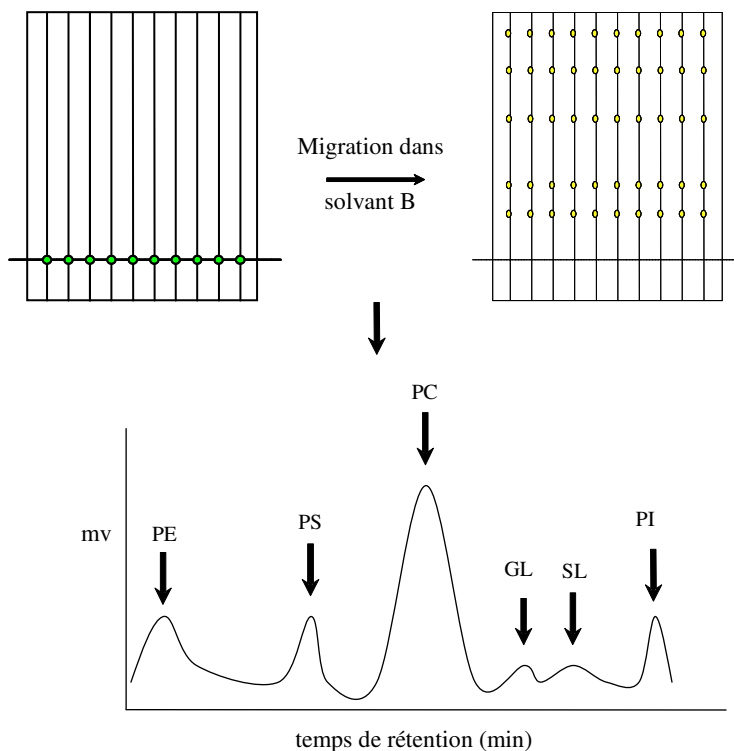 Migration dans
solvant B
PC
mv
PE
PS
GL
SL
PI
temps de rétention (min)